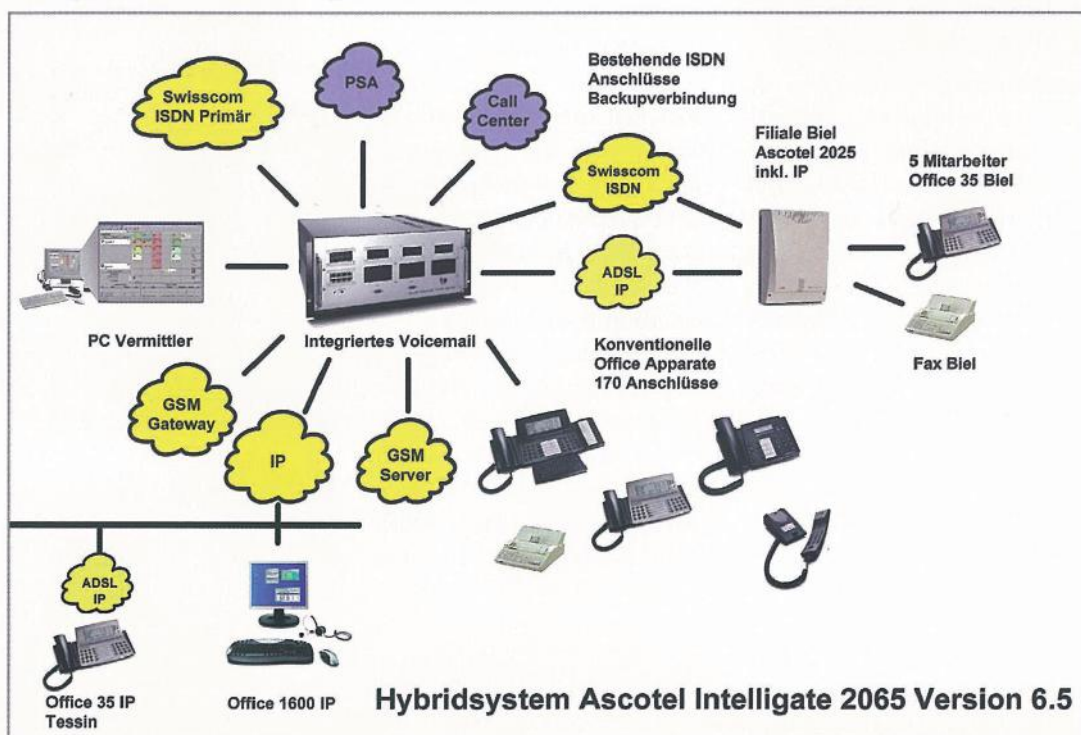 Swisscom
ISDN Primär
PSA
Call
Center
Bestehende ISDN
Anschlüsse
Backupverbindung
Swisscom
ISDN
Filiale Biel
Ascotel 2025
inkl. IP
5 Mitarbeiter
Office 35 Biel
ADSL
IP
PC Vermittler
Integriertes Voicemail
Konventionelle
Office Apparate
170 Anschlüsse
Fax Biel
GSM
Gateway
IP
GSM
Server
ADSL
IP
Office 35 IP
Tessin
Office 1600 IP
Hybridsystem Ascotel Intelligate 2065 Version 6.5